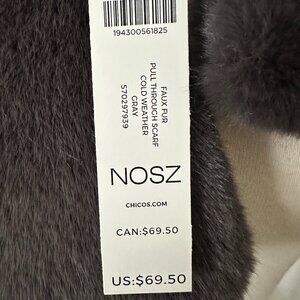 194300561825
FAUX FUR
PULL THROUGH SCARF
COLD WEATHER
GRAY
570297939
NOSZ
CHICOS.COM
CAN:$69.50
US:$69.50